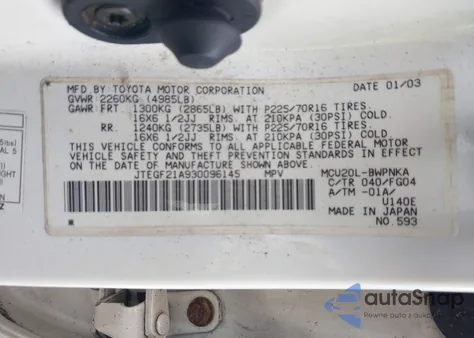 MFD BY TOYOTA MOTOR CORPORATION DATE 01/03
GVWR 2260KG (4985LB)
GAWR FRT 1300KG (2865LB) WITH P225/70R16 TIRES.
16X6 1/2JJ RIMS. AT 210KPA (30PSI) COLD.
RR. 1240KG (2735LB) WITH P225/70R16 TIRES.
16X6 1/2JJ RIMS. AT 210KPA (30PSI) COLD.
THIS VEHICLE CONFORMS TO ALL APPLICABLE FEDERAL MOTOR
VEHICLE SAFETY AND THEFT PREVENTION STANDARDS IN EFFECT ON
THE DATE OF MANUFACTURE SHOWN ABOVE.
JTEGF21A930096145 MPV MCU20L-BWPNKA
C/TR 040/FG04
A/TM -01A/
U140E
MADE IN JAPAN
NO.593
autoSnap